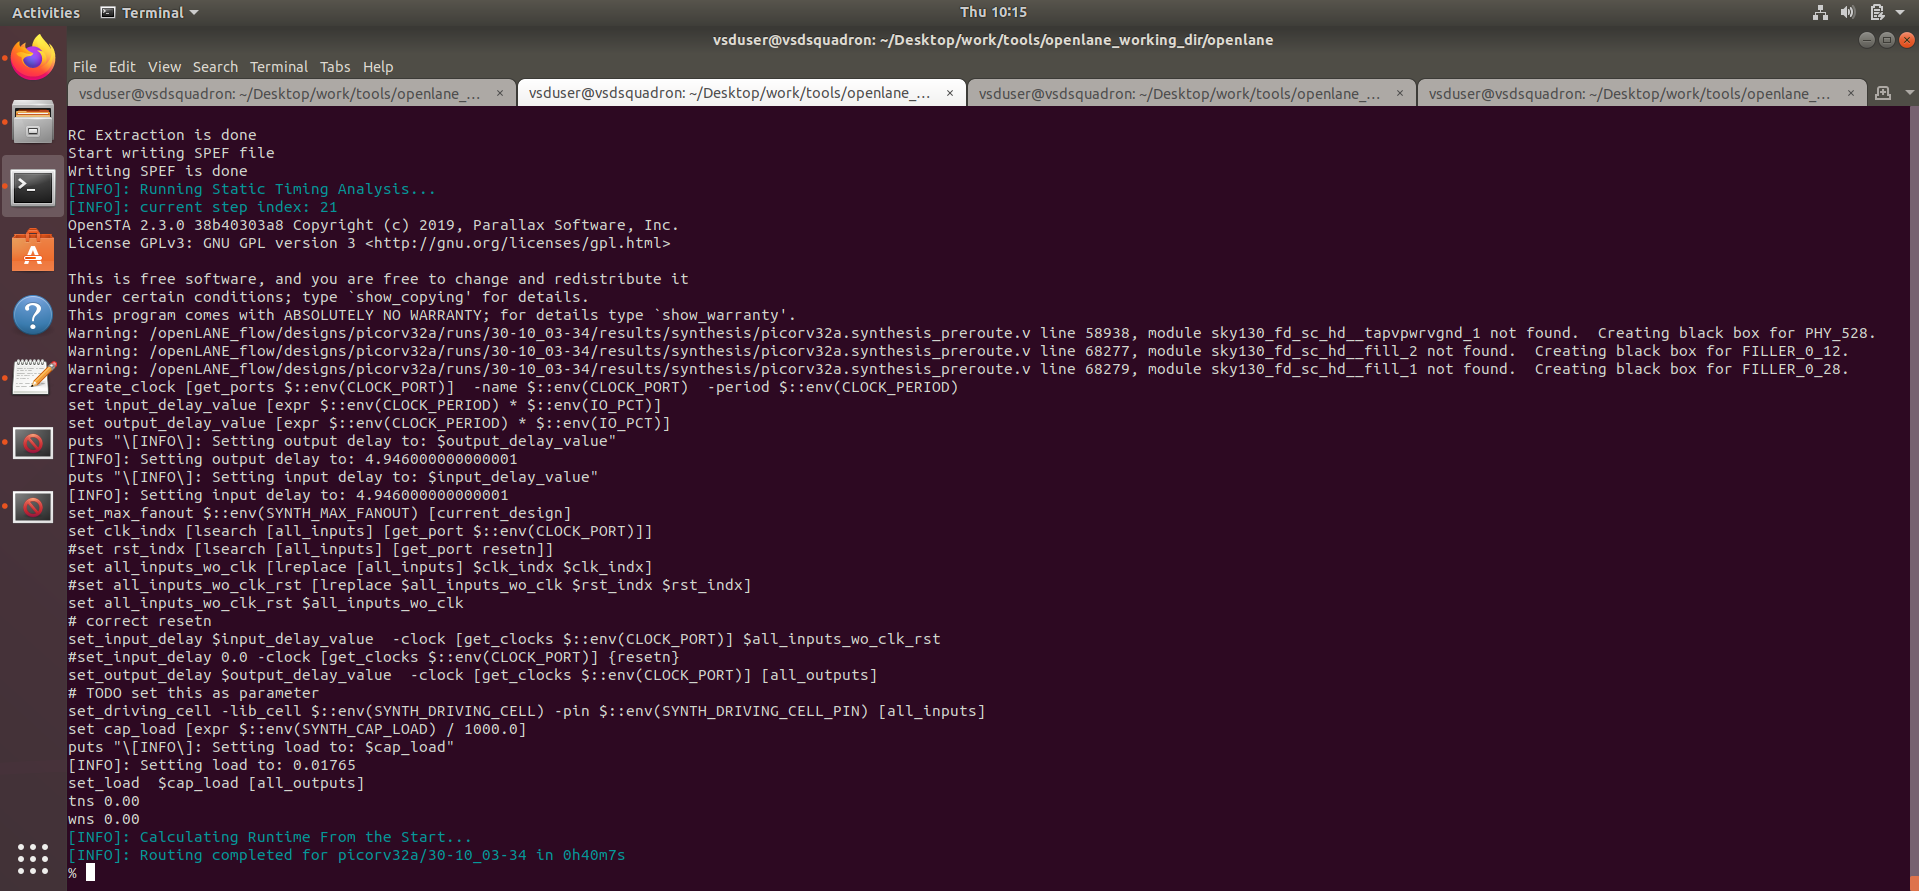 Activities
Terminal
Thu 10:15
vsduser@vsdsquadron: ~/Desktop/work/tools/openlane_working_dir/openlane
File Edit View Search Terminal Tabs Help
vsduser@vsdsquadron: ~/Desktop/work/tools/openlane_... ×
vsduser@vsdsquadron: ~/Desktop/work/tools/openlane_... ×
vsduser@vsdsquadron: ~/Desktop/work/tools/openlane_... ×
vsduser@vsdsquadron: ~/Desktop/work/tools/openlane_... ×
RC Extraction is done
Start writing SPEF file
Writing SPEF is done
[INFO]: Running Static Timing Analysis...
[INFO]: current step index: 21
OpenSTA 2.3.0 38b40303a8 Copyright (c) 2019, Parallax Software, Inc.
License GPLv3: GNU GPL version 3 <http://gnu.org/licenses/gpl.html>
This is free software, and you are free to change and redistribute it
under certain conditions; type `show_copying' for details.
This program comes with ABSOLUTELY NO WARRANTY; for details type `show_warranty'.
Warning: /openLANE_flow/designs/picorv32a/runs/30-10_03-34/results/synthesis/picorv32a.synthesis_preroute.v line 58938, module sky130_fd_sc_hd__tapvpwrvgnd_1 not found.  Creating black box for PHY_528.
Warning: /openLANE_flow/designs/picorv32a/runs/30-10_03-34/results/synthesis/picorv32a.synthesis_preroute.v line 68277, module sky130_fd_sc_hd__fill_2 not found.  Creating black box for FILLER_0_12.
Warning: /openLANE_flow/designs/picorv32a/runs/30-10_03-34/results/synthesis/picorv32a.synthesis_preroute.v line 68279, module sky130_fd_sc_hd__fill_1 not found.  Creating black box for FILLER_0_28.
create_clock [get_ports $::env(CLOCK_PORT)]  -name $::env(CLOCK_PORT)  -period $::env(CLOCK_PERIOD)
set input_delay_value [expr $::env(CLOCK_PERIOD) * $::env(IO_PCT)]
set output_delay_value [expr $::env(CLOCK_PERIOD) * $::env(IO_PCT)]
puts "\[INFO\]: Setting output delay to: $output_delay_value"
[INFO]: Setting output delay to: 4.946000000000001
puts "\[INFO\]: Setting input delay to: $input_delay_value"
[INFO]: Setting input delay to: 4.946000000000001
set_max_fanout $::env(SYNTH_MAX_FANOUT) [current_design]
set clk_indx [lsearch [all_inputs] [get_port $::env(CLOCK_PORT)]]
#set rst_indx [lsearch [all_inputs] [get_port resetn]]
set all_inputs_wo_clk [lreplace [all_inputs] $clk_indx $clk_indx]
#set all_inputs_wo_clk_rst [lreplace $all_inputs_wo_clk $rst_indx $rst_indx]
set all_inputs_wo_clk_rst $all_inputs_wo_clk
# correct resetn
set_input_delay $input_delay_value  -clock [get_clocks $::env(CLOCK_PORT)] $all_inputs_wo_clk_rst
#set_input_delay 0.0 -clock [get_clocks $::env(CLOCK_PORT)] {resetn}
set_output_delay $output_delay_value  -clock [get_clocks $::env(CLOCK_PORT)] [all_outputs]
# TODO set this as parameter
set_driving_cell -lib_cell $::env(SYNTH_DRIVING_CELL) -pin $::env(SYNTH_DRIVING_CELL_PIN) [all_inputs]
set cap_load [expr $::env(SYNTH_CAP_LOAD) / 1000.0]
puts "\[INFO\]: Setting load to: $cap_load"
[INFO]: Setting load to: 0.01765
set_load  $cap_load [all_outputs]
tns 0.00
wns 0.00
[INFO]: Calculating Runtime From the Start...
[INFO]: Routing completed for picorv32a/30-10_03-34 in 0h40m7s
%